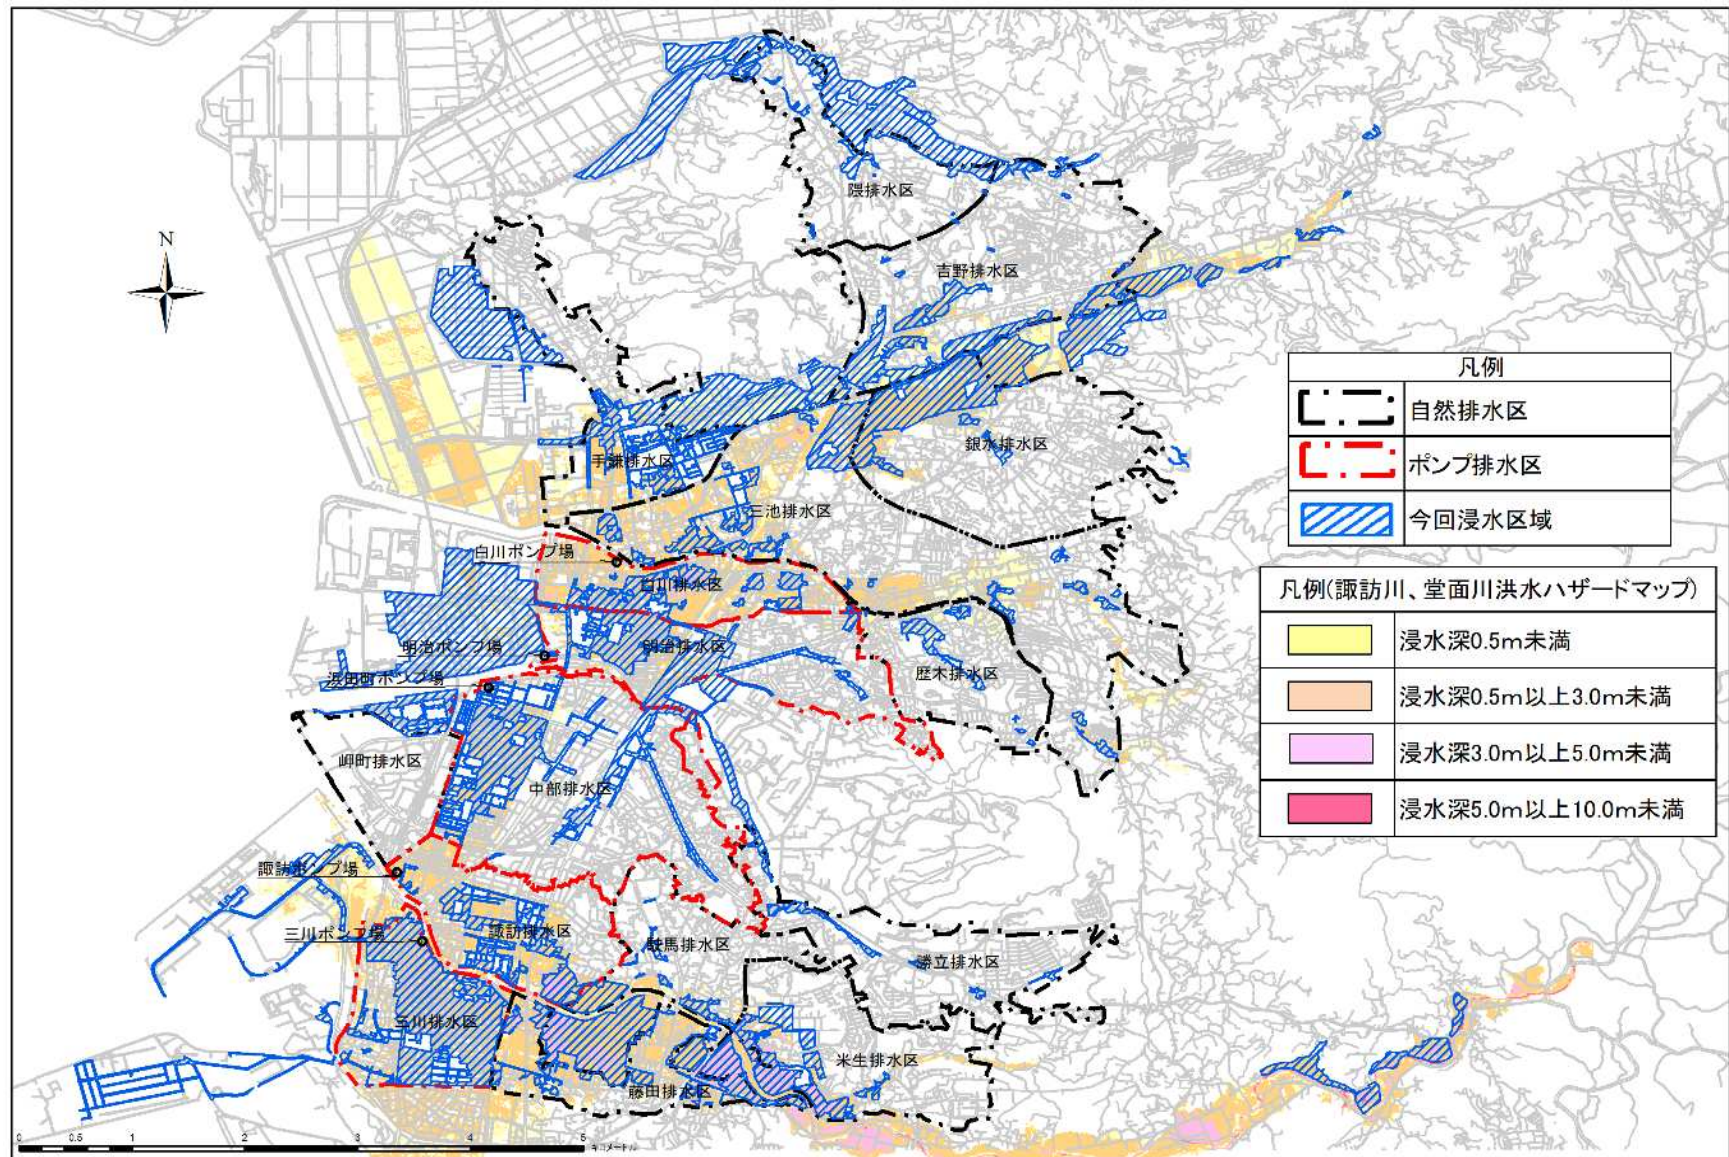 N
隈排水区
吉野排水区
銀水排水区
手鎌排水区
三池排水区
白川ポンプ場
白川排水区
明治ポンプ場
明治排水区
浜田町ポンプ場
歴木排水区
岬町排水区
中部排水区
諏訪ポンプ場
三川ポンプ場
諏訪排水区
駛馬排水区
勝立排水区
三川排水区
米生排水区
藤田排水区
0 0.5 1 2 3 4 5
キロメートル
凡例
自然排水区
ポンプ排水区
今回浸水区域
凡例(諏訪川、堂面川洪水ハザードマップ)
浸水深0.5m未満
浸水深0.5m以上3.0m未満
浸水深3.0m以上5.0m未満
浸水深5.0m以上10.0m未満